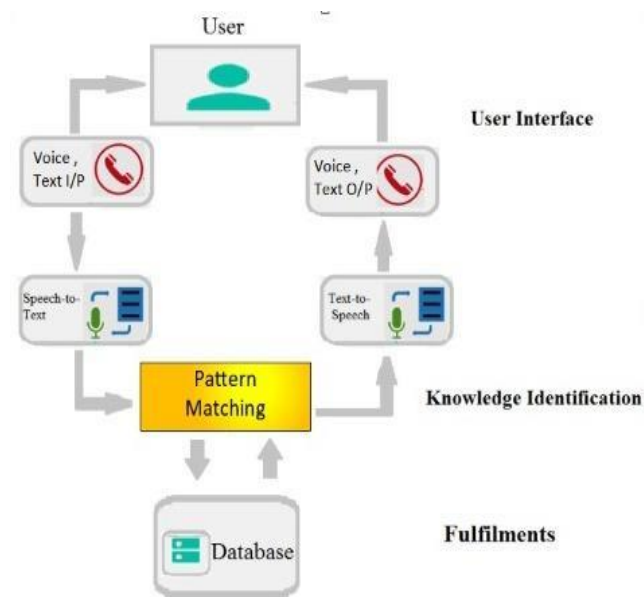 User
User Interface
Voice ,
Text I/P
Voice ,
Text O/P
Speech-to-
Text
Text-to-
Speech
Pattern
Matching
Knowledge Identification
Database
Fulfilments